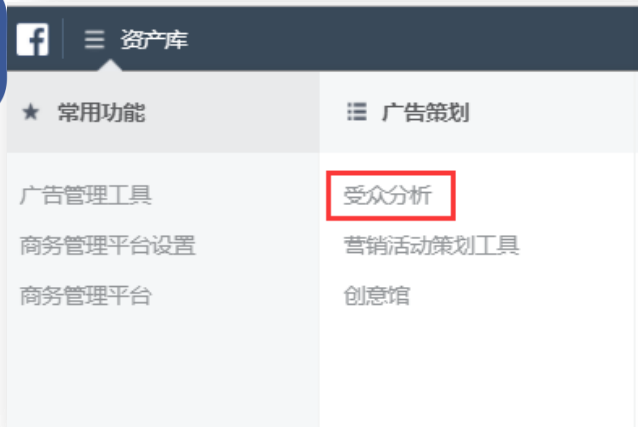 资产库
常用功能
广告管理工具
商务管理平台设置
商务管理平台
广告策划
受众分析
营销活动策划工具
创意馆